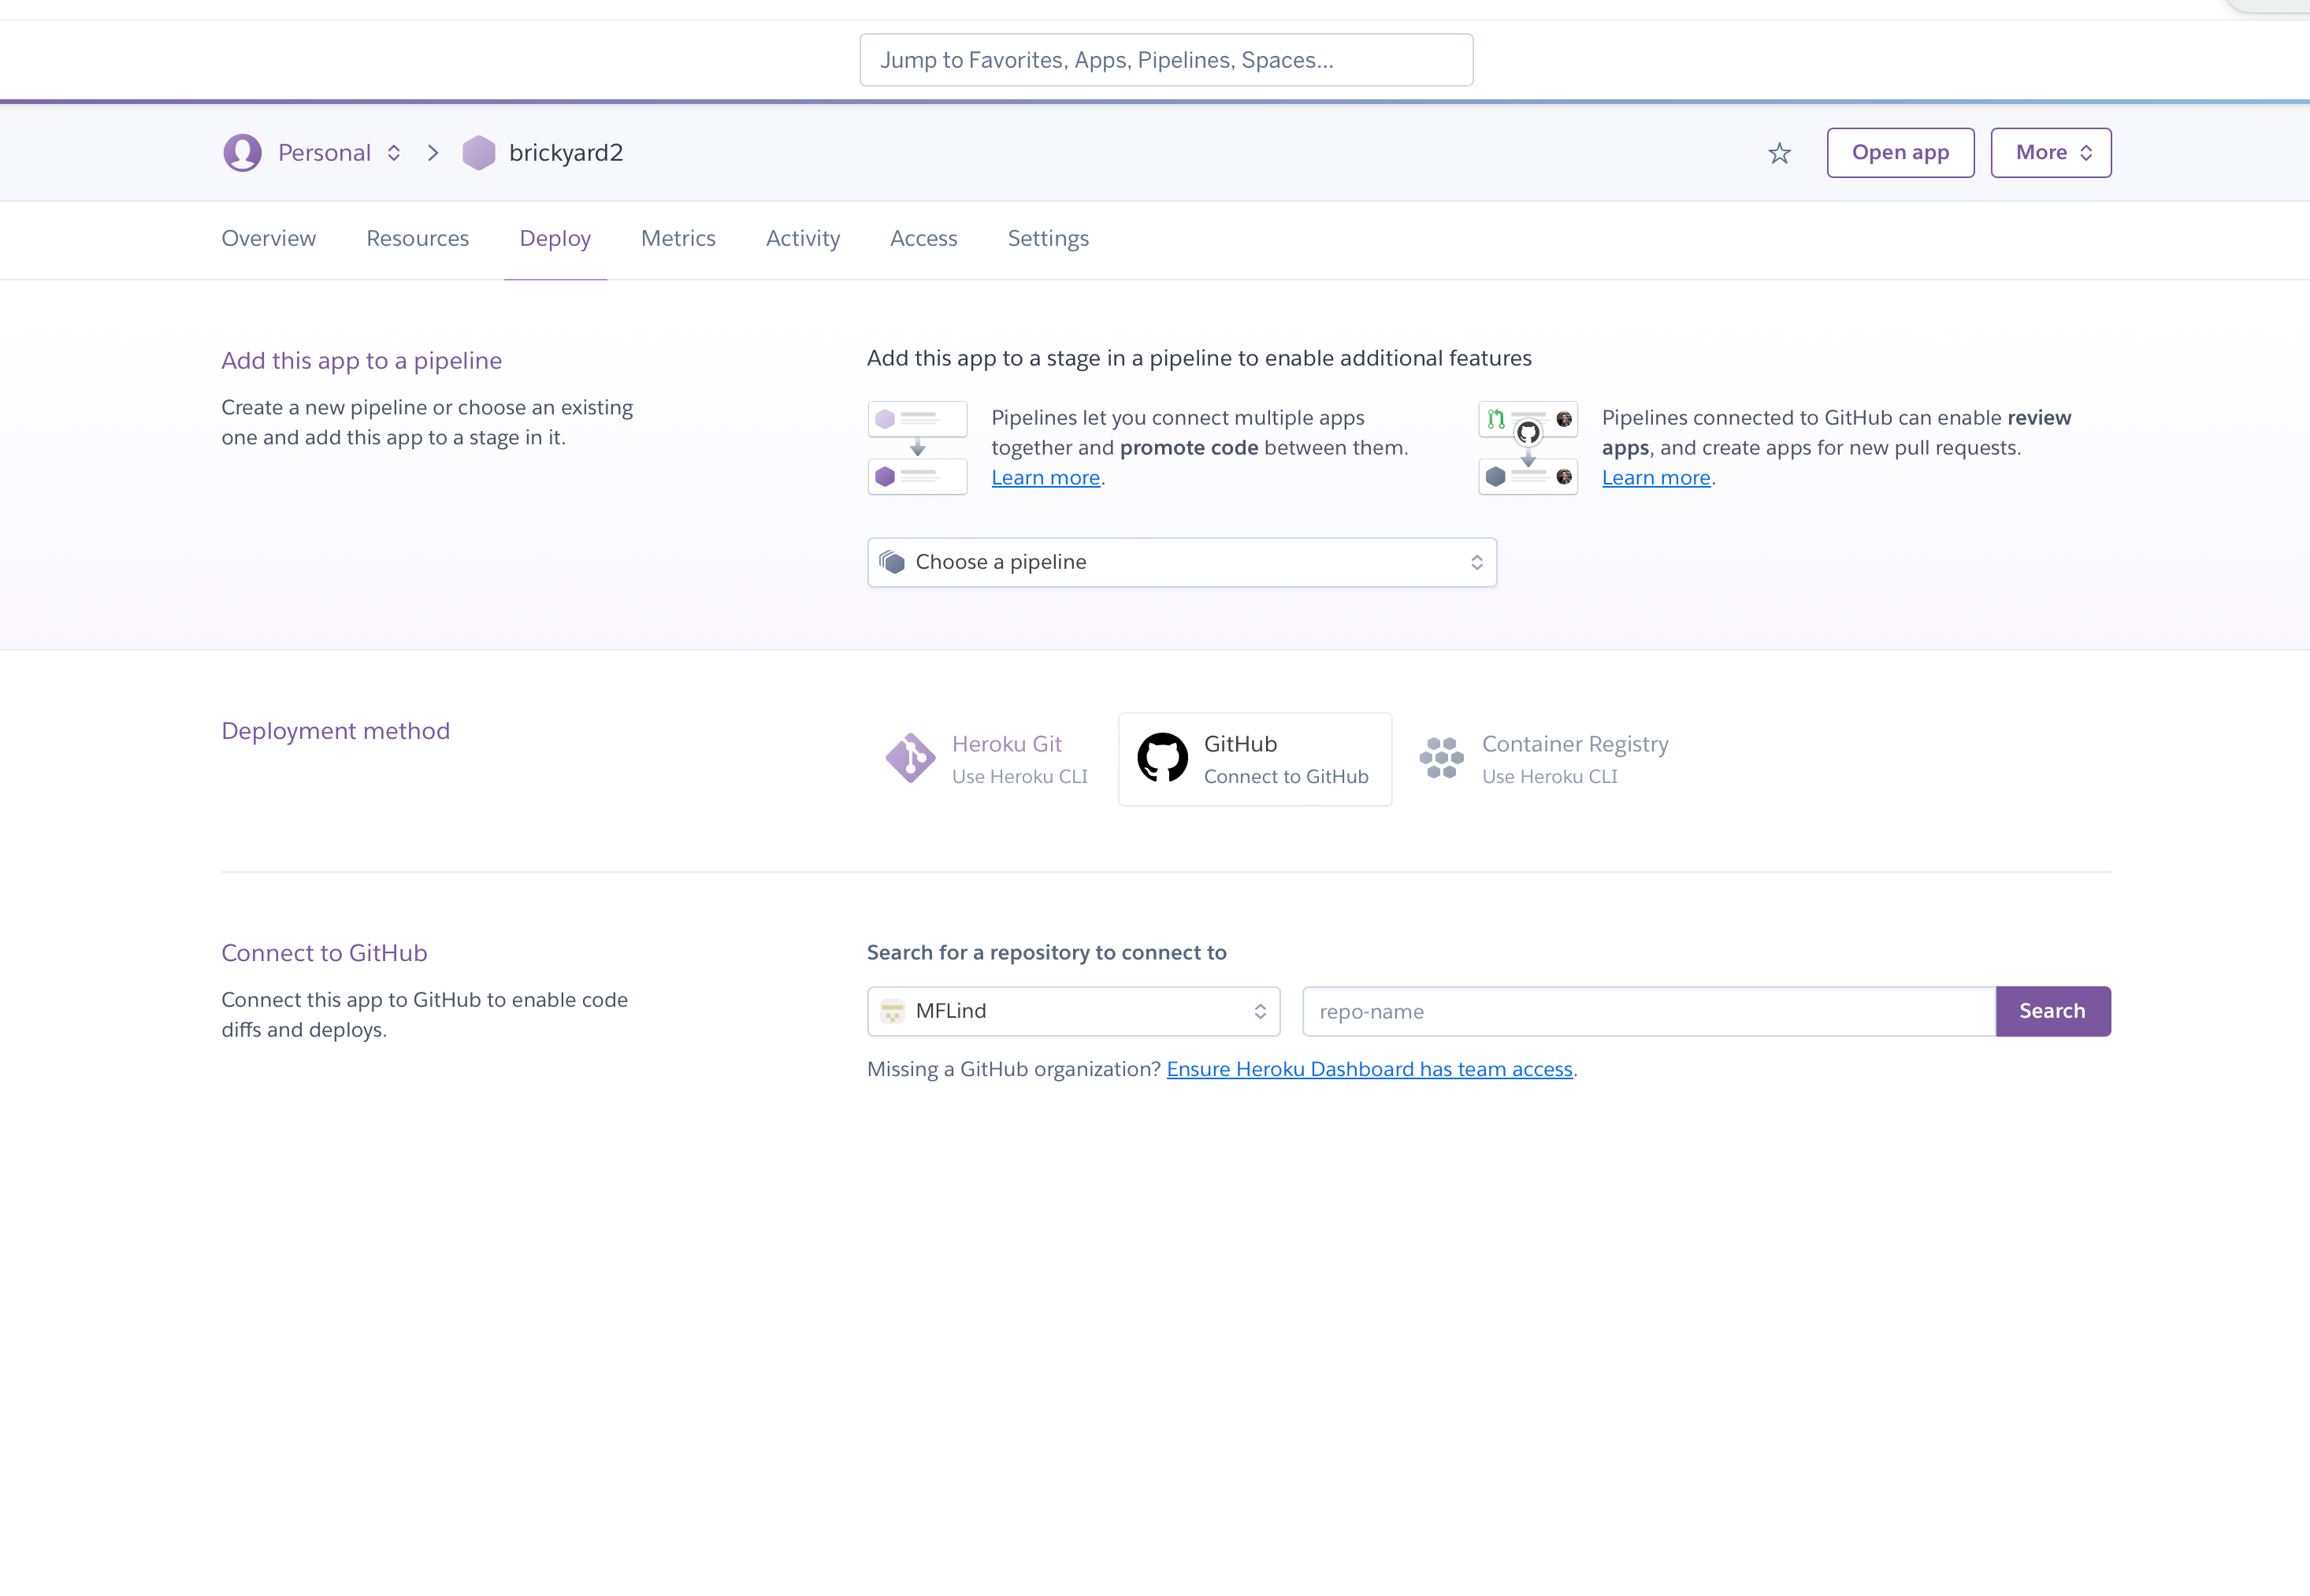 Jump to Favorites, Apps, Pipelines, Spaces...
Personal
brickyard2
Open app
More
Overview
Resources
Deploy
Metrics
Activity
Access
Settings
Add this app to a pipeline
Create a new pipeline or choose an existing
one and add this app to a stage in it.
Add this app to a stage in a pipeline to enable additional features
Pipelines let you connect multiple apps
together and promote code between them.
Learn more.
Pipelines connected to GitHub can enable review
apps, and create apps for new pull requests.
Learn more.
Choose a pipeline
Deployment method
Heroku Git
Use Heroku CLI
GitHub
Connect to GitHub
Container Registry
Use Heroku CLI
Connect to GitHub
Connect this app to GitHub to enable code
diffs and deploys.
Search for a repository to connect to
MFLind
repo-name
Search
Missing a GitHub organization? Ensure Heroku Dashboard has team access.